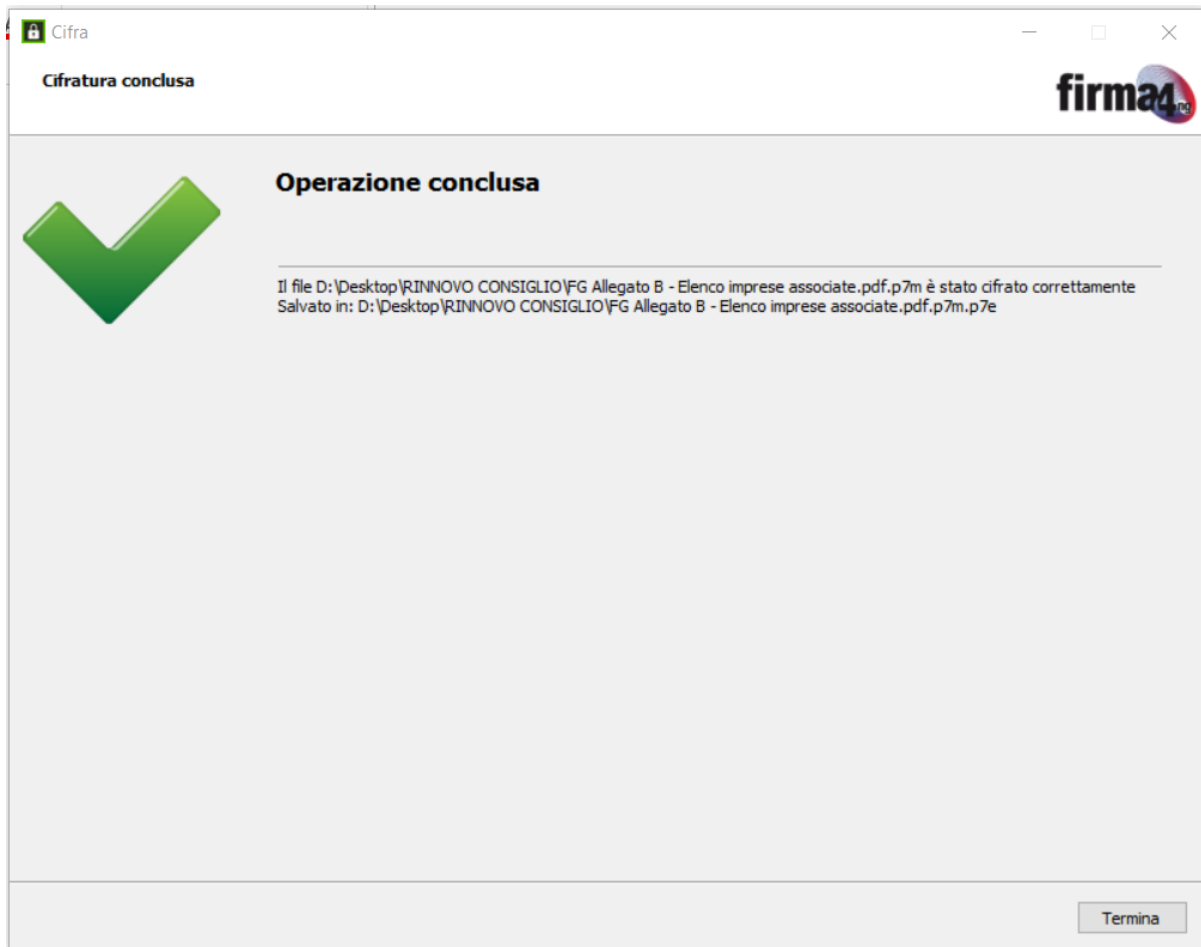 Cifra
Cifratura conclusa
firma4ng
Operazione conclusa
Il file D:\Desktop\RINNOVO CONSIGLIO\FG Allegato B - Elenco imprese associate.pdf.p7m è stato cifrato correttamente
Salvato in: D:\Desktop\RINNOVO CONSIGLIO\FG Allegato B - Elenco imprese associate.pdf.p7m.p7e
Termina